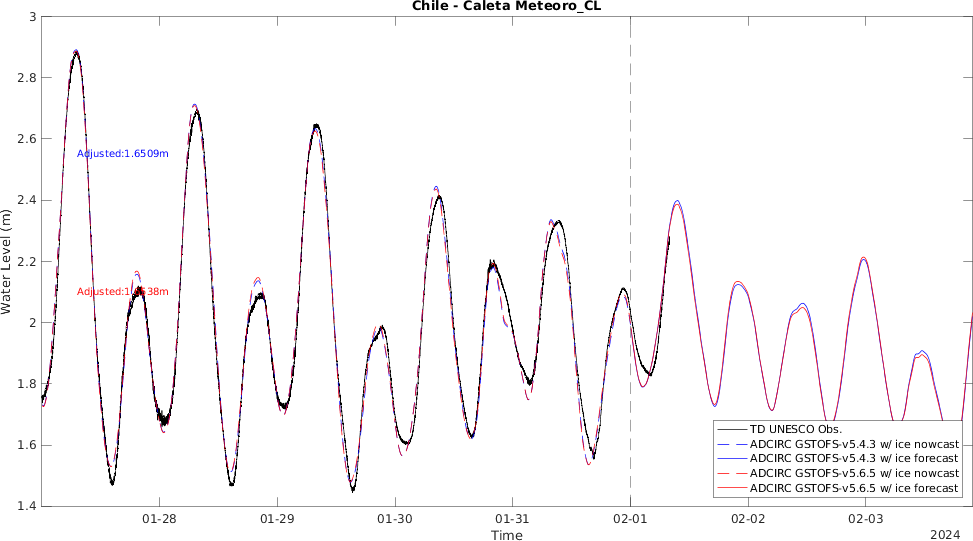 Chile - Caleta Meteoro_CL
3
2.8
2.6
2.4
2.2
2
1.8
1.6
1.4
Water Level (m)
Adjusted:1.6509m
TD UNESCO Obs.
ADCIRC GSTOFS-v5.4.3 w/ ice nowcast
ADCIRC GSTOFS-v5.4.3 w/ ice forecast
ADCIRC GSTOFS-v5.6.5 w/ ice nowcast
ADCIRC GSTOFS-v5.6.5 w/ ice forecast
01-28
01-29
01-30
01-31
02-01
02-02
02-03
Time
2024